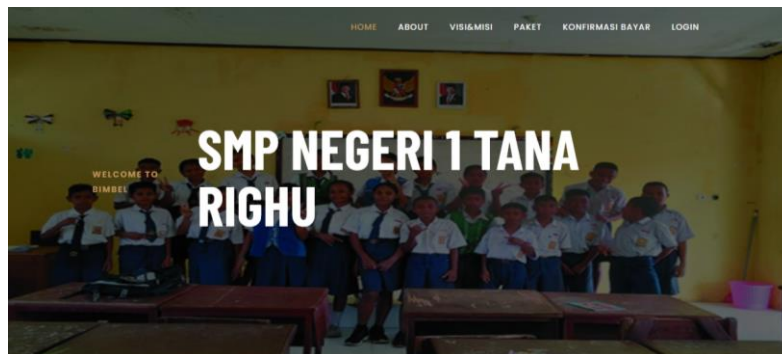 HOME ABOUT VISI&MISI PAKET KONFIRMASI BAYAR LOGIN
WELCOME TO
BIMBEL
SMP NEGERI 1 TANA
RIGHU